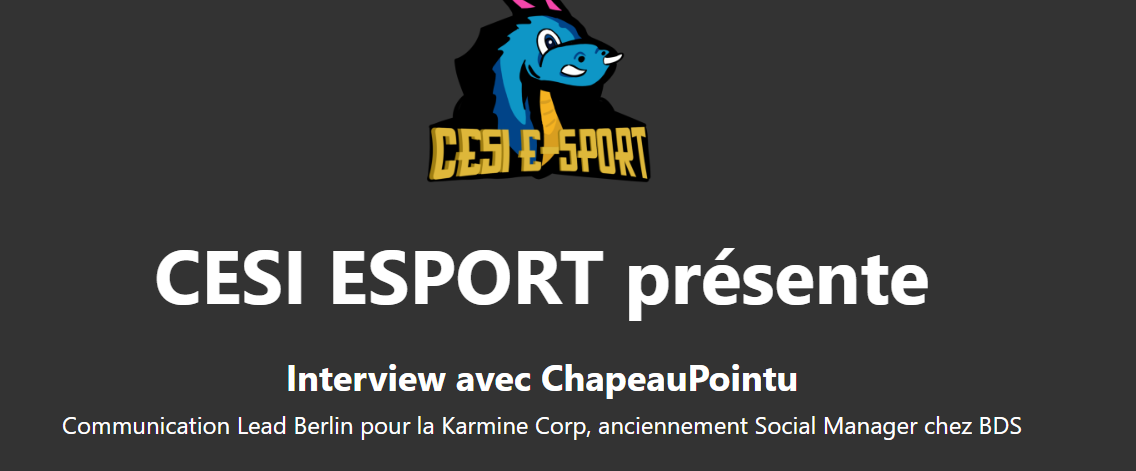 CESI E-SPORT
CESI ESPORT présente
Interview avec ChapeauPointu
Communication Lead Berlin pour la Karmine Corp, anciennement Social Manager chez BDS